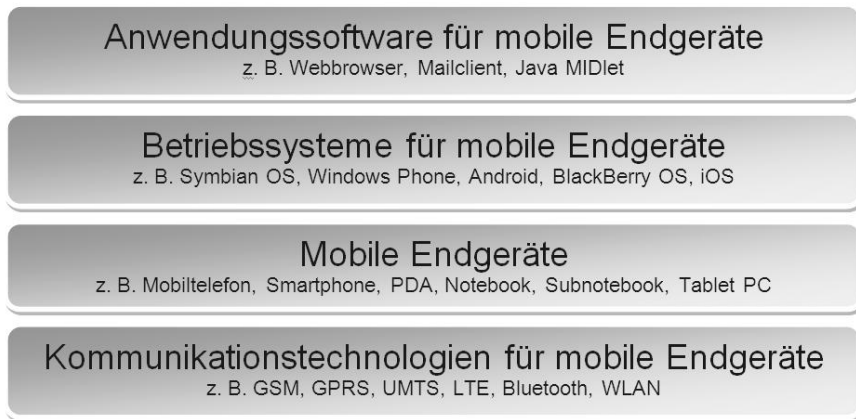 Anwendungssoftware für mobile Endgeräte
z. B. Webbrowser, Mailclient, Java MIDlet
Betriebssysteme für mobile Endgeräte
z. B. Symbian OS, Windows Phone, Android, BlackBerry OS, iOS
Mobile Endgeräte
z. B. Mobiltelefon, Smartphone, PDA, Notebook, Subnotebook, Tablet PC
Kommunikationstechnologien für mobile Endgeräte
z. B. GSM, GPRS, UMTS, LTE, Bluetooth, WLAN